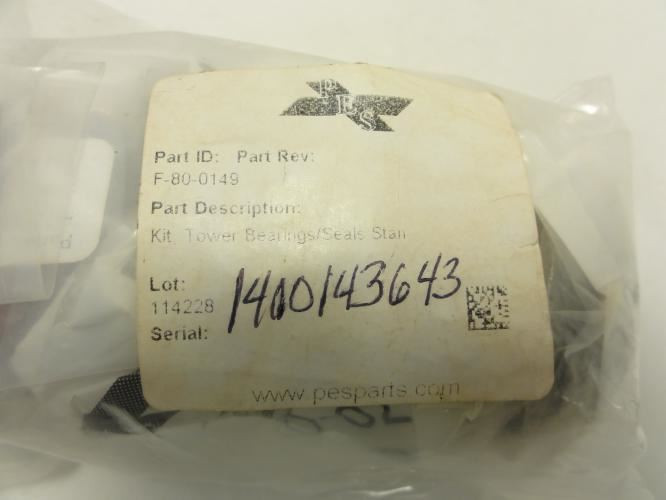 PES
Part ID: Part Rev:
F-80-0149
Part Description:
Kit, Tower Bearings/Seals Stan
Lot:
114228
1400143643
Serial:
www.pesparts.com